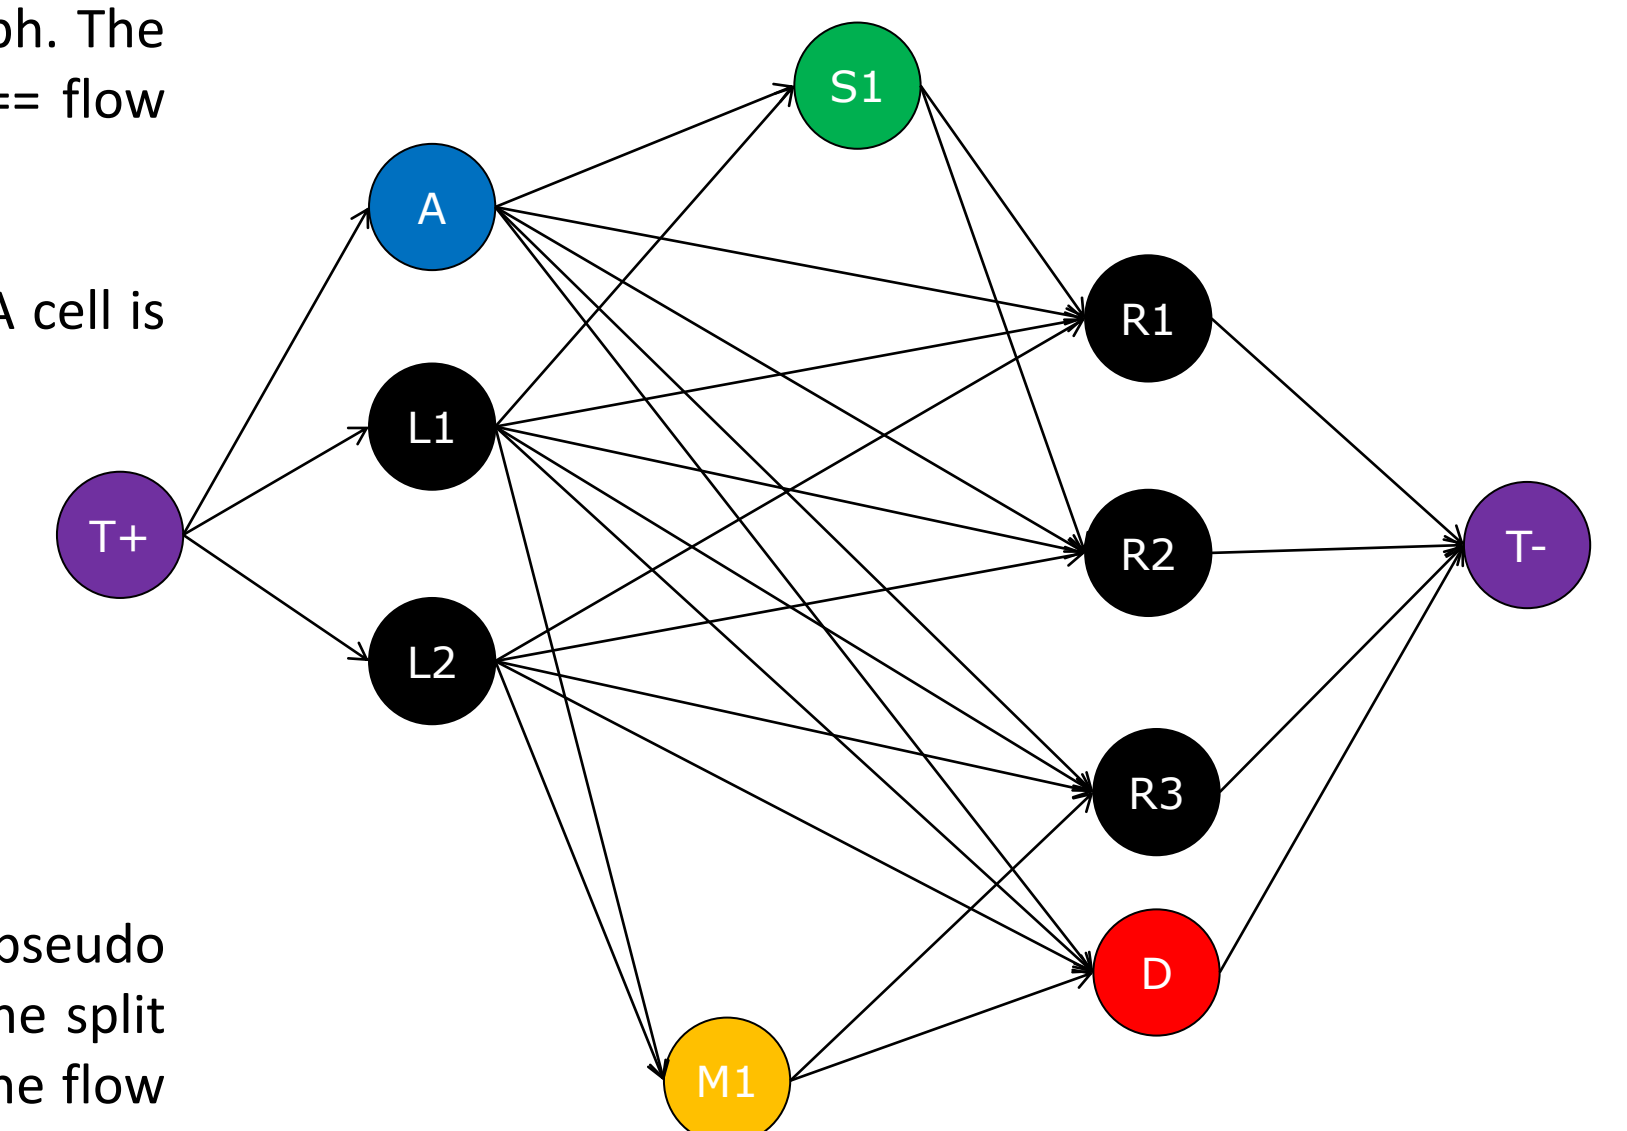 ph. The
== flow
A cell is
pseudo
he split
he flow
S1
A
R1
L1
T+
R2
T-
L2
R3
D
M1